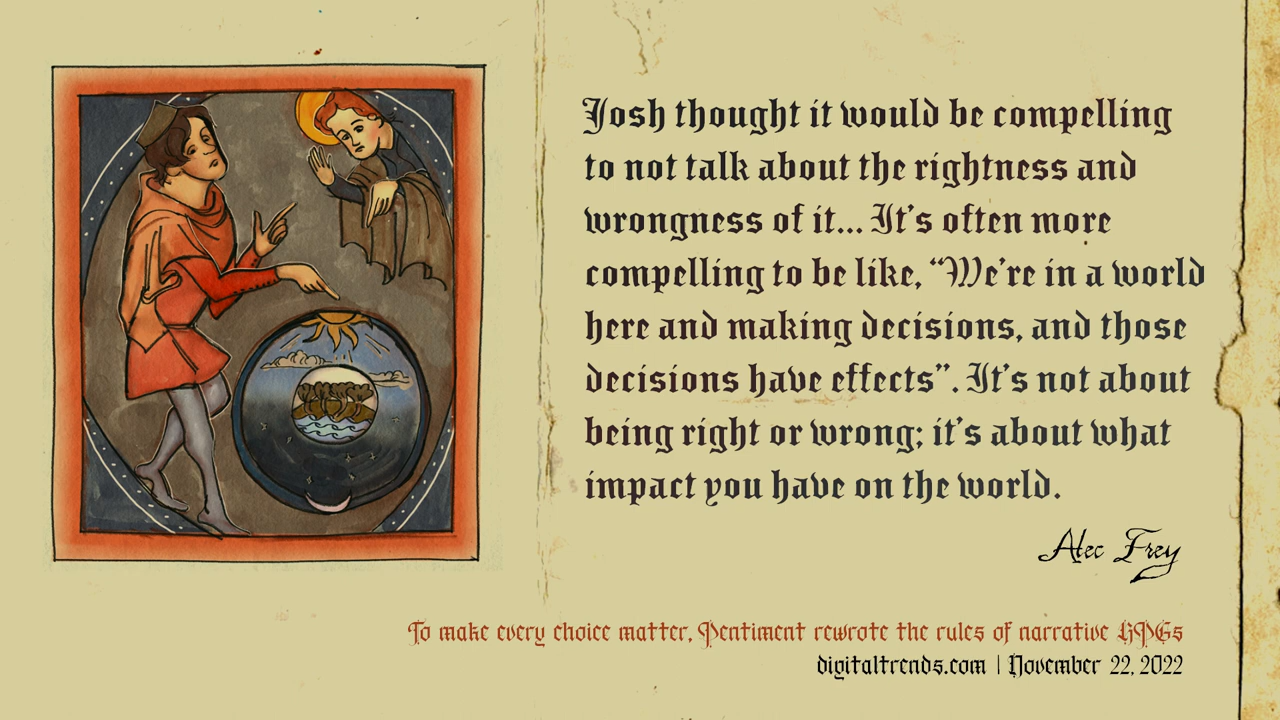 Josh thought it would be compelling
to not talk about the rightness and
wrongness of it... It's often more
compelling to be like, “We're in a world
here and making decisions, and those
decisions have effects”. It's not about
being right or wrong; it's about what
impact you have on the world.
Alec Frey
To make every choice matter, Pentiment rewrote the rules of narrative RPGs
digitaltrends.com | November 22, 2022